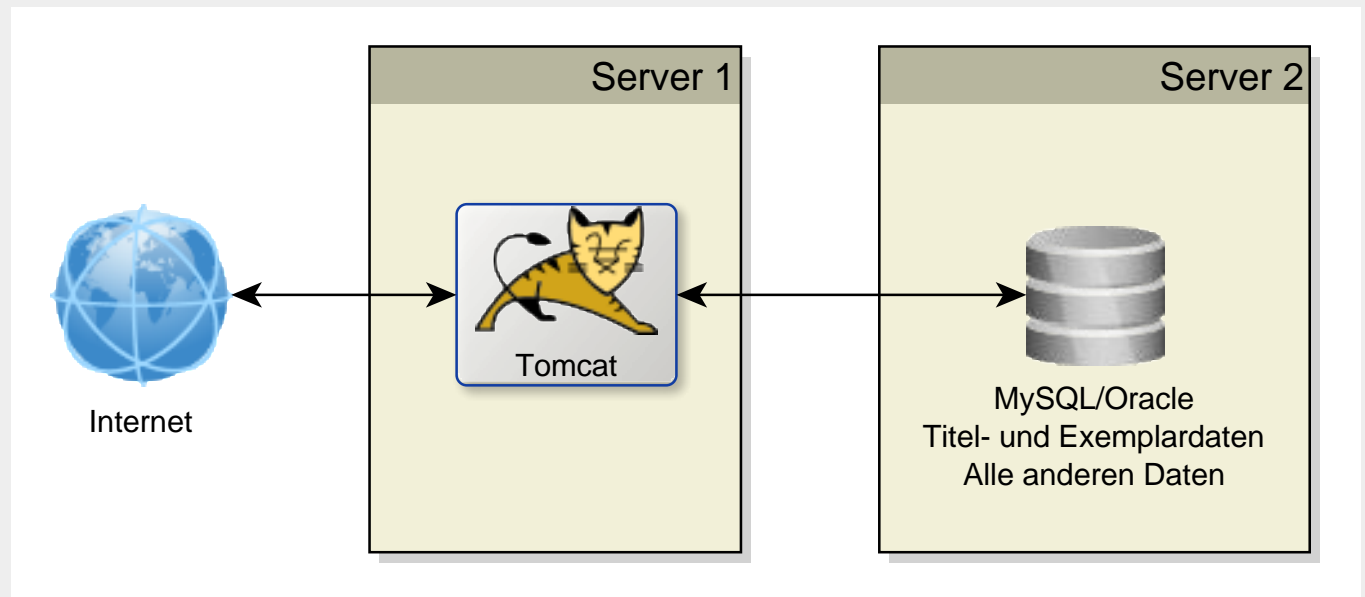 Server 1
Server 2
Internet
Tomcat
MySQL/Oracle
Titel- und Exemplardaten
Alle anderen Daten